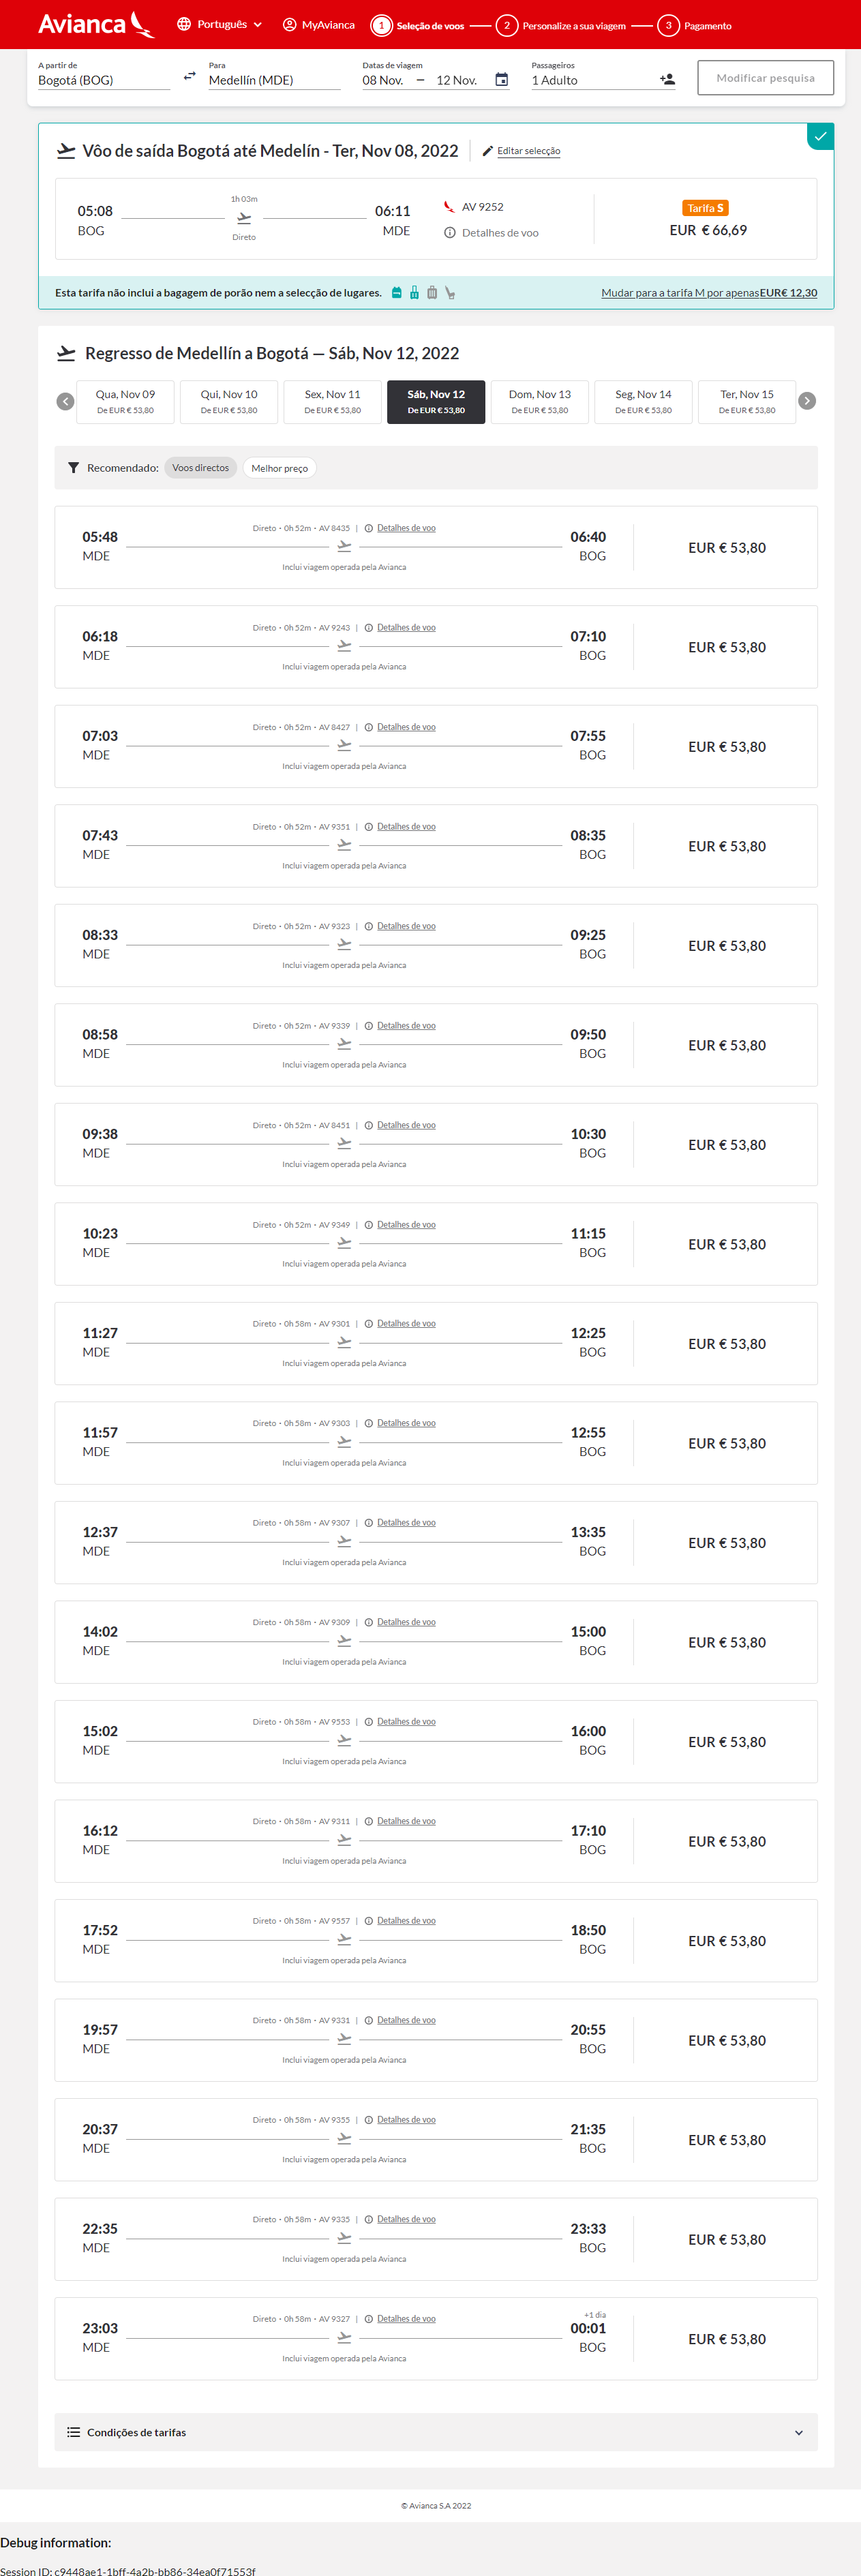 Avianca
Português
MyAvianca
1 Seleção de voos
2 Personalize a sua viagem
3 Pagamento
A partir de
Bogotá (BOG)
Para
Medellín (MDE)
Datas de viagem
08 Nov. – 12 Nov.
Passageiros
1 Adulto
Modificar pesquisa
Vôo de saída Bogotá até Medelín - Ter, Nov 08, 2022
Editar selecção
05:08
BOG
1h 03m
Direto
06:11
MDE
AV 9252
Detalhes de voo
Tarifa S
EUR € 66,69
Esta tarifa não inclui a bagagem de porão nem a selecção de lugares.
Mudar para a tarifa M por apenasEUR€ 12,30
Regresso de Medellín a Bogotá — Sáb, Nov 12, 2022
Qua, Nov 09
De EUR € 53,80
Qui, Nov 10
De EUR € 53,80
Sex, Nov 11
De EUR € 53,80
Sáb, Nov 12
De EUR € 53,80
Dom, Nov 13
De EUR € 53,80
Seg, Nov 14
De EUR € 53,80
Ter, Nov 15
De EUR € 53,80
Recomendado: Voos directos Melhor preço
Direto • 0h 52m • AV 8435 | Detalhes de voo
05:48 06:40
MDE BOG
EUR € 53,80
Inclui viagem operada pela Avianca
Direto • 0h 52m • AV 9243 | Detalhes de voo
06:18 07:10
MDE BOG
EUR € 53,80
Inclui viagem operada pela Avianca
Direto • 0h 52m • AV 8427 | Detalhes de voo
07:03 07:55
MDE BOG
EUR € 53,80
Inclui viagem operada pela Avianca
Direto • 0h 52m • AV 9351 | Detalhes de voo
07:43 08:35
MDE BOG
EUR € 53,80
Inclui viagem operada pela Avianca
Direto • 0h 52m • AV 9323 | Detalhes de voo
08:33 09:25
MDE BOG
EUR € 53,80
Inclui viagem operada pela Avianca
Direto • 0h 52m • AV 9339 | Detalhes de voo
08:58 09:50
MDE BOG
EUR € 53,80
Inclui viagem operada pela Avianca
Direto • 0h 52m • AV 8451 | Detalhes de voo
09:38 10:30
MDE BOG
EUR € 53,80
Inclui viagem operada pela Avianca
Direto • 0h 52m • AV 9349 | Detalhes de voo
10:23 11:15
MDE BOG
EUR € 53,80
Inclui viagem operada pela Avianca
Direto • 0h 58m • AV 9301 | Detalhes de voo
11:27 12:25
MDE BOG
EUR € 53,80
Inclui viagem operada pela Avianca
Direto • 0h 58m • AV 9303 | Detalhes de voo
11:57 12:55
MDE BOG
EUR € 53,80
Inclui viagem operada pela Avianca
Direto • 0h 58m • AV 9307 | Detalhes de voo
12:37 13:35
MDE BOG
EUR € 53,80
Inclui viagem operada pela Avianca
Direto • 0h 58m • AV 9309 | Detalhes de voo
14:02 15:00
MDE BOG
EUR € 53,80
Inclui viagem operada pela Avianca
Direto • 0h 58m • AV 9553 | Detalhes de voo
15:02 16:00
MDE BOG
EUR € 53,80
Inclui viagem operada pela Avianca
Direto • 0h 58m • AV 9311 | Detalhes de voo
16:12 17:10
MDE BOG
EUR € 53,80
Inclui viagem operada pela Avianca
Direto • 0h 58m • AV 9557 | Detalhes de voo
17:52 18:50
MDE BOG
EUR € 53,80
Inclui viagem operada pela Avianca
Direto • 0h 58m • AV 9331 | Detalhes de voo
19:57 20:55
MDE BOG
EUR € 53,80
Inclui viagem operada pela Avianca
Direto • 0h 58m • AV 9355 | Detalhes de voo
20:37 21:35
MDE BOG
EUR € 53,80
Inclui viagem operada pela Avianca
Direto • 0h 58m • AV 9335 | Detalhes de voo
22:35 23:33
MDE BOG
EUR € 53,80
Inclui viagem operada pela Avianca
+1 dia
Direto • 0h 58m • AV 9327 | Detalhes de voo
23:03 00:01
MDE BOG
EUR € 53,80
Inclui viagem operada pela Avianca
Condições de tarifas
© Avianca S.A 2022
Debug information:
Session ID: c9448ae1-1bff-4a2b-bb86-34ea0f71553f